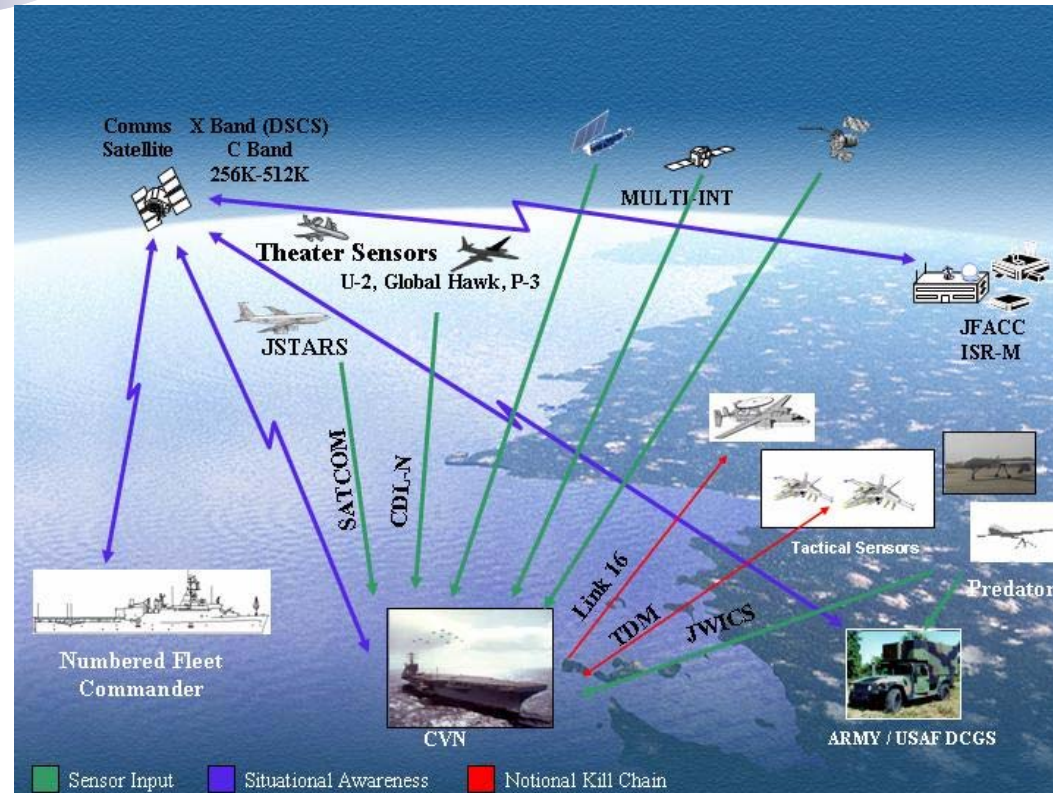 Comms X Band (DSCS)
Satellite C Band
256K-512K
MULTI-INT
Theater Sensors
U-2, Global Hawk, P-3
JSTARS
JFACC
ISR-M
SATCOM
CDL-N
Link 16
TDM
JWICS
Tactical Sensors
Predator
Numbered Fleet
Commander
CVN
ARMY / USAF DCGS
Sensor Input
Situational Awareness
Notional Kill Chain